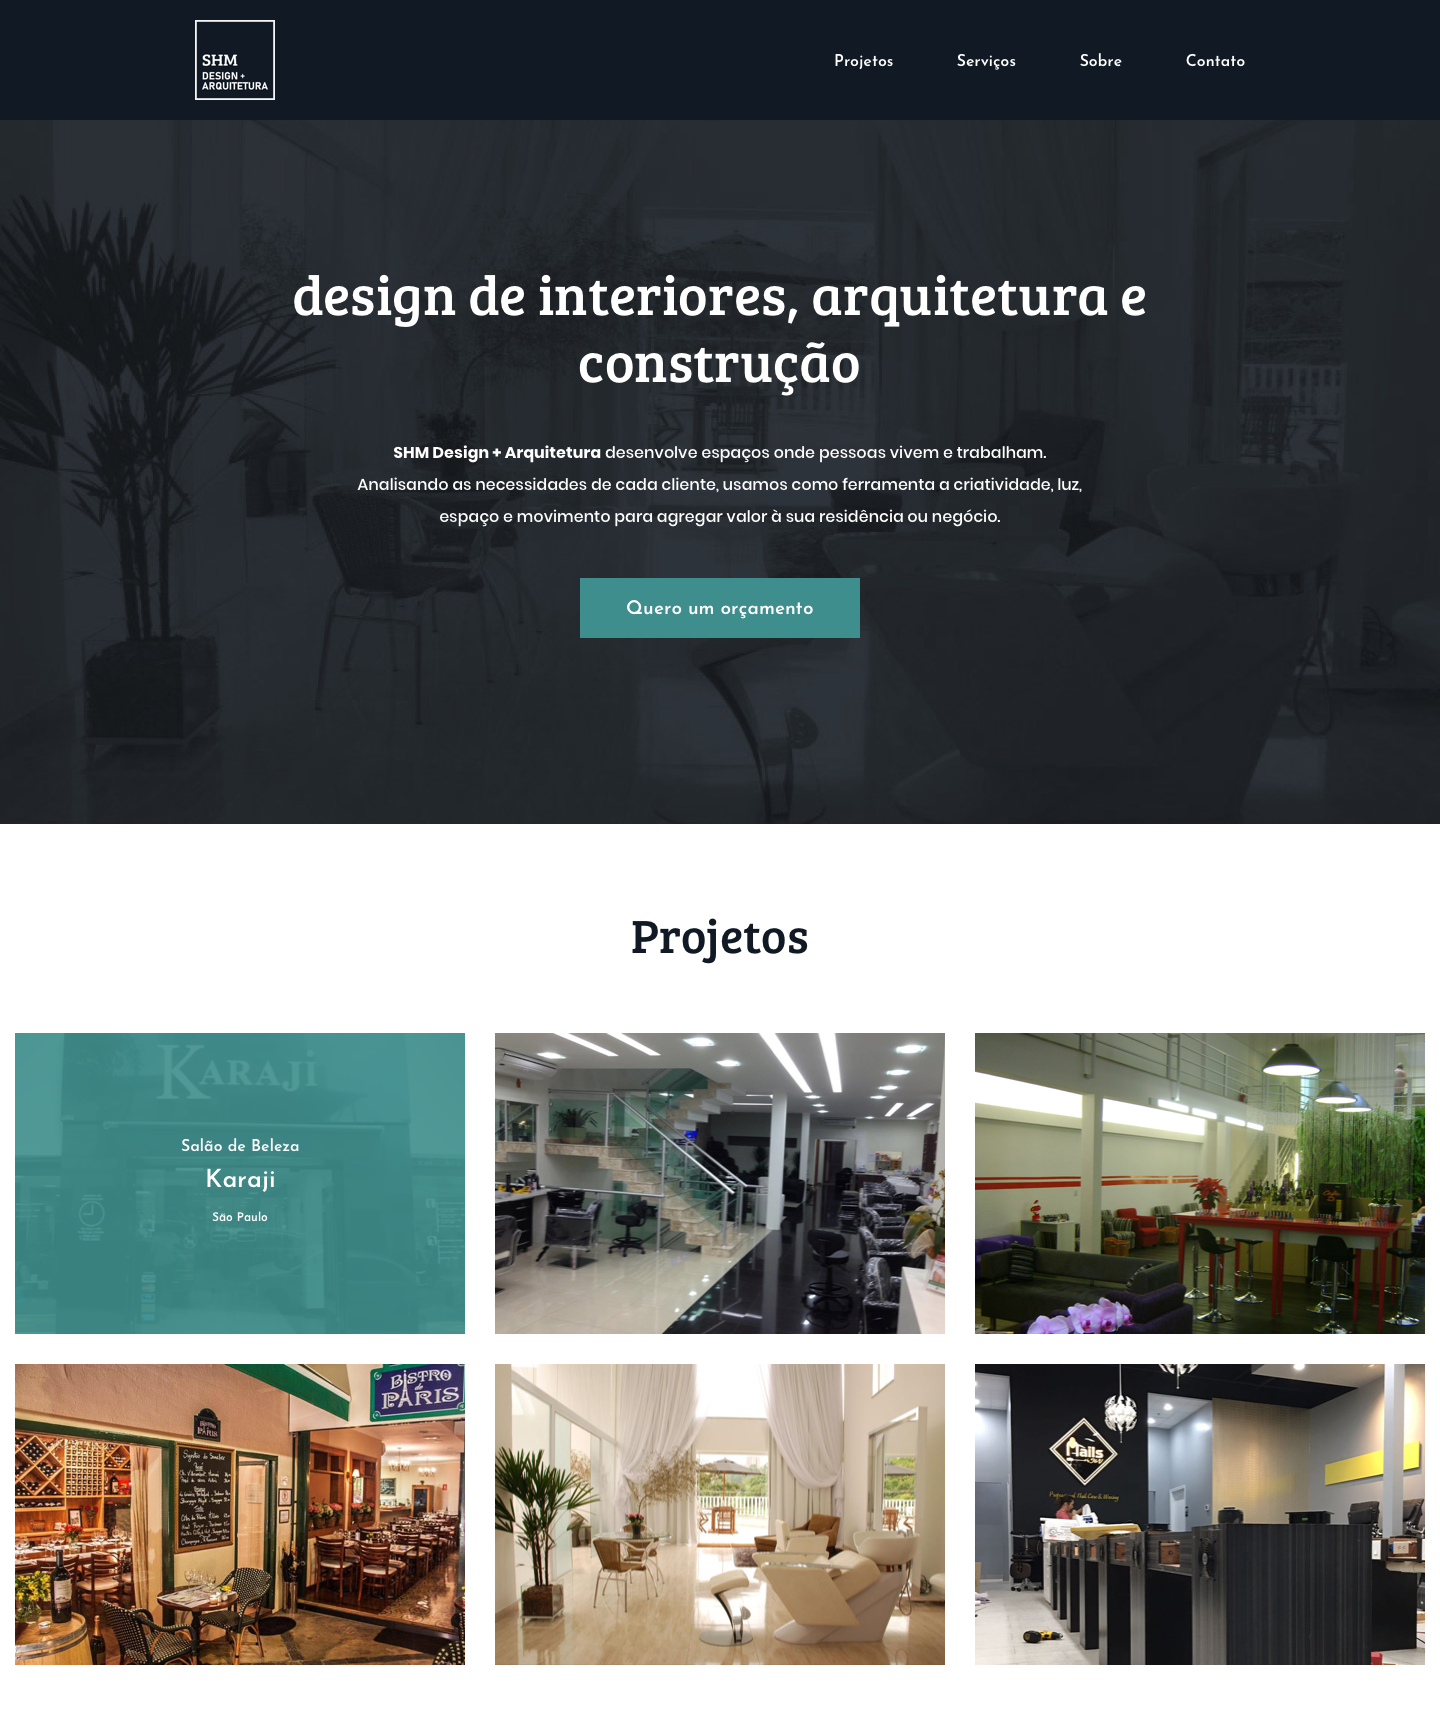 SHM
DESIGN +
ARQUITETURA
Projetos
Serviços
Sobre
Contato
design de interiores, arquitetura e
construção
SHM Design + Arquitetura desenvolve espaços onde pessoas vivem e trabalham.
Analisando as necessidades de cada cliente, usamos como ferramenta a criatividade, luz,
espaço e movimento para agregar valor à sua residência ou negócio.
Quero um orçamento
Projetos
KARAJi
Salão de Beleza
Karaji
São Paulo
BISTRO
de
PARIS
BISTRO
PARIS
Nails